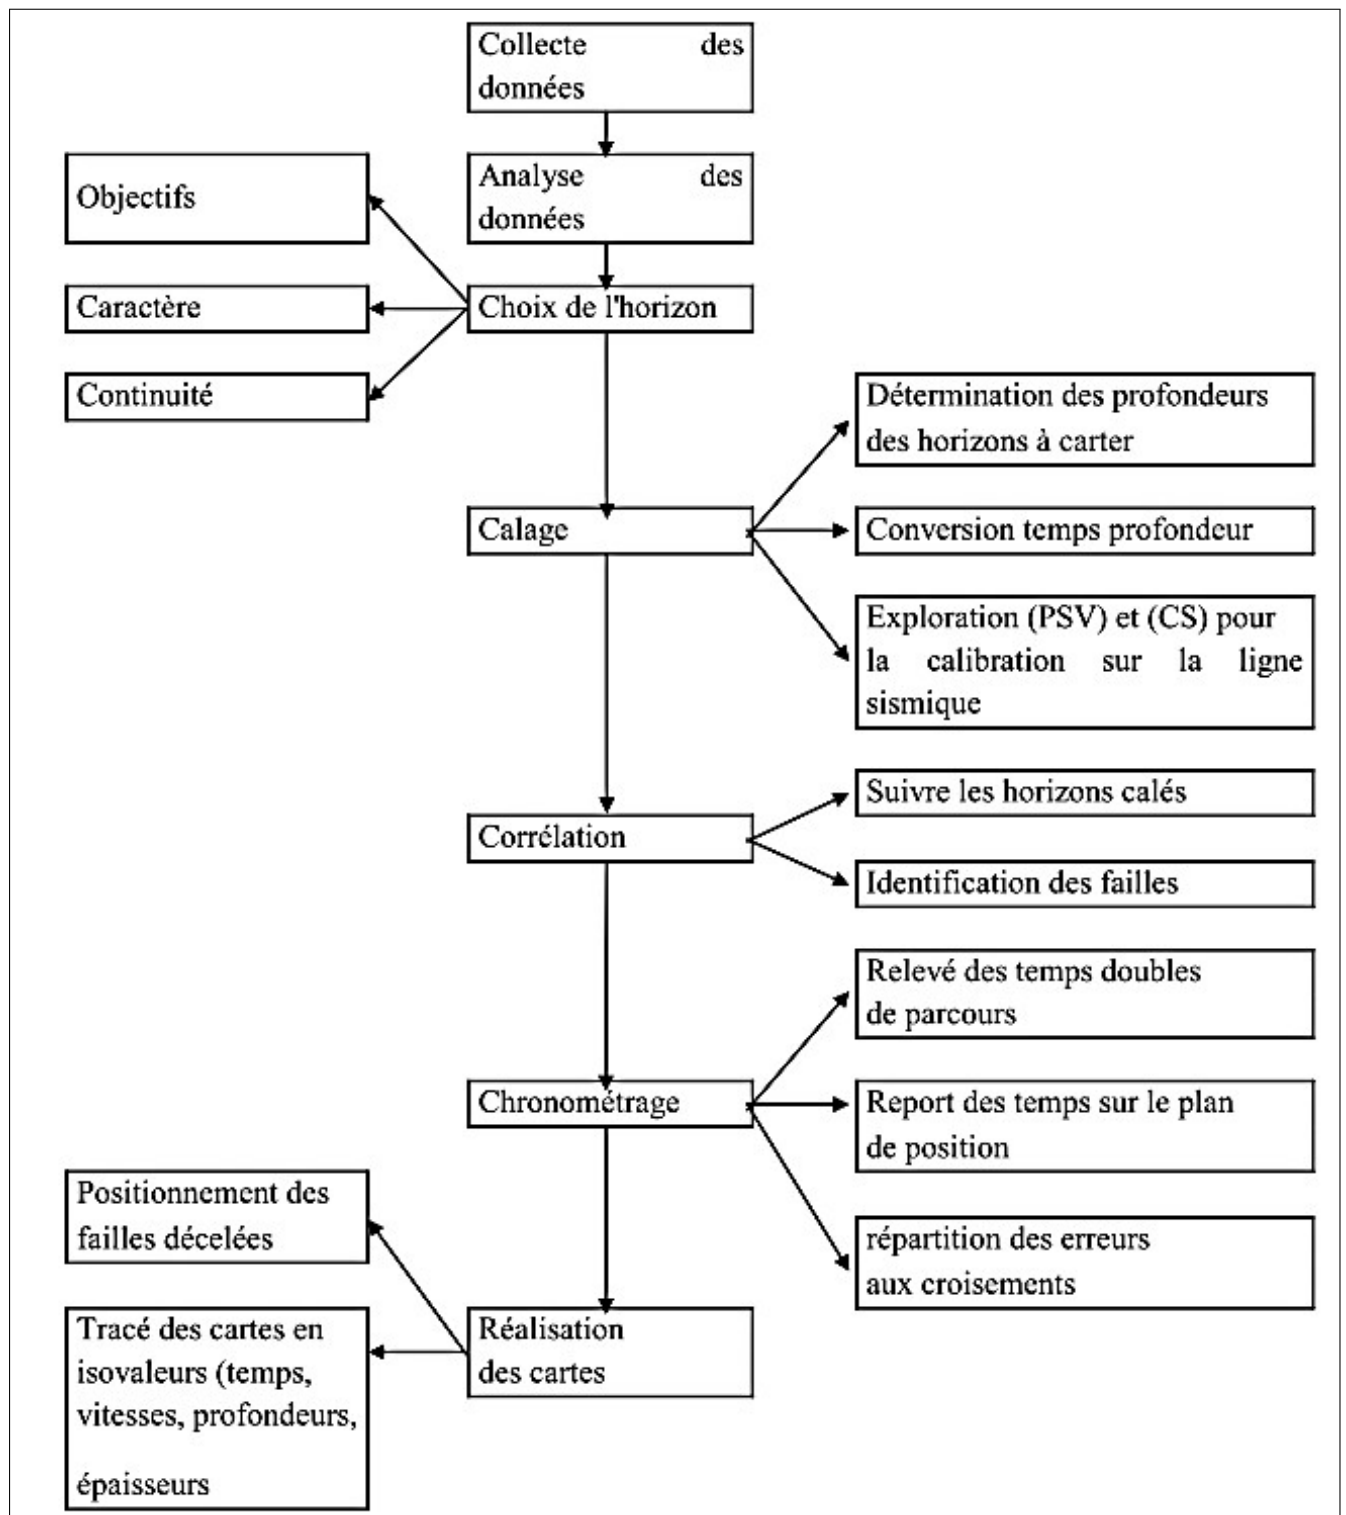 Collecte des
données
Analyse des
données
Objectifs
Caractère
Choix de l'horizon
Continuité
Détermination des profondeurs
des horizons à carter
Calage
Conversion temps profondeur
Exploration (PSV) et (CS) pour
la calibration sur la ligne
sismique
Suivre les horizons calés
Corrélation
Identification des failles
Relevé des temps doubles
de parcours
Chronométrage
Report des temps sur le plan
de position
Positionnement des
failles décelées
répartition des erreurs
aux croisements
Réalisation
des cartes
Tracé des cartes en
isovaleurs (temps,
vitesses, profondeurs,
épaisseurs